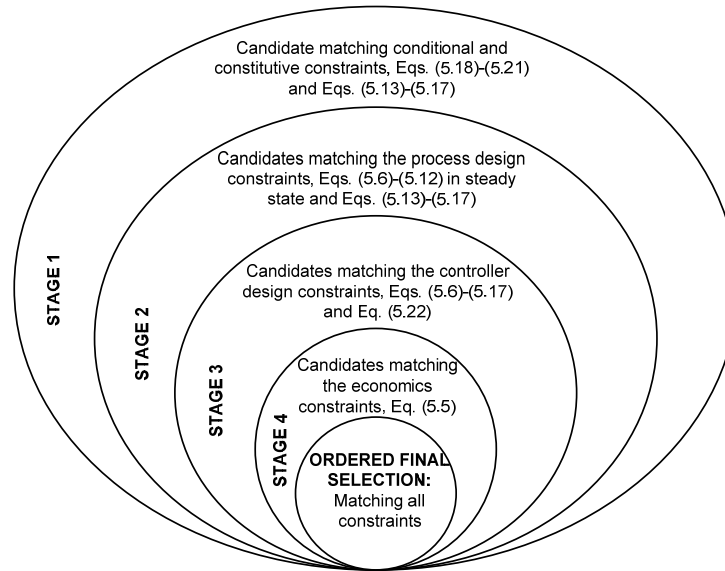 Candidate matching conditional and
constitutive constraints, Eqs. (5.18)-(5.21)
and Eqs. (5.13)-(5.17)
Candidates matching the process design
constraints, Eqs. (5.6)-(5.12) in steady
state and Eqs. (5.13)-(5.17)
Candidates matching the controller
design constraints, Eqs. (5.6)-(5.17)
and Eq. (5.22)
Candidates matching
the economics
constraints, Eq. (5.5)
ORDERED FINAL
SELECTION:
Matching all
constraints
STAGE 1
STAGE 2
STAGE 3
STAGE 4